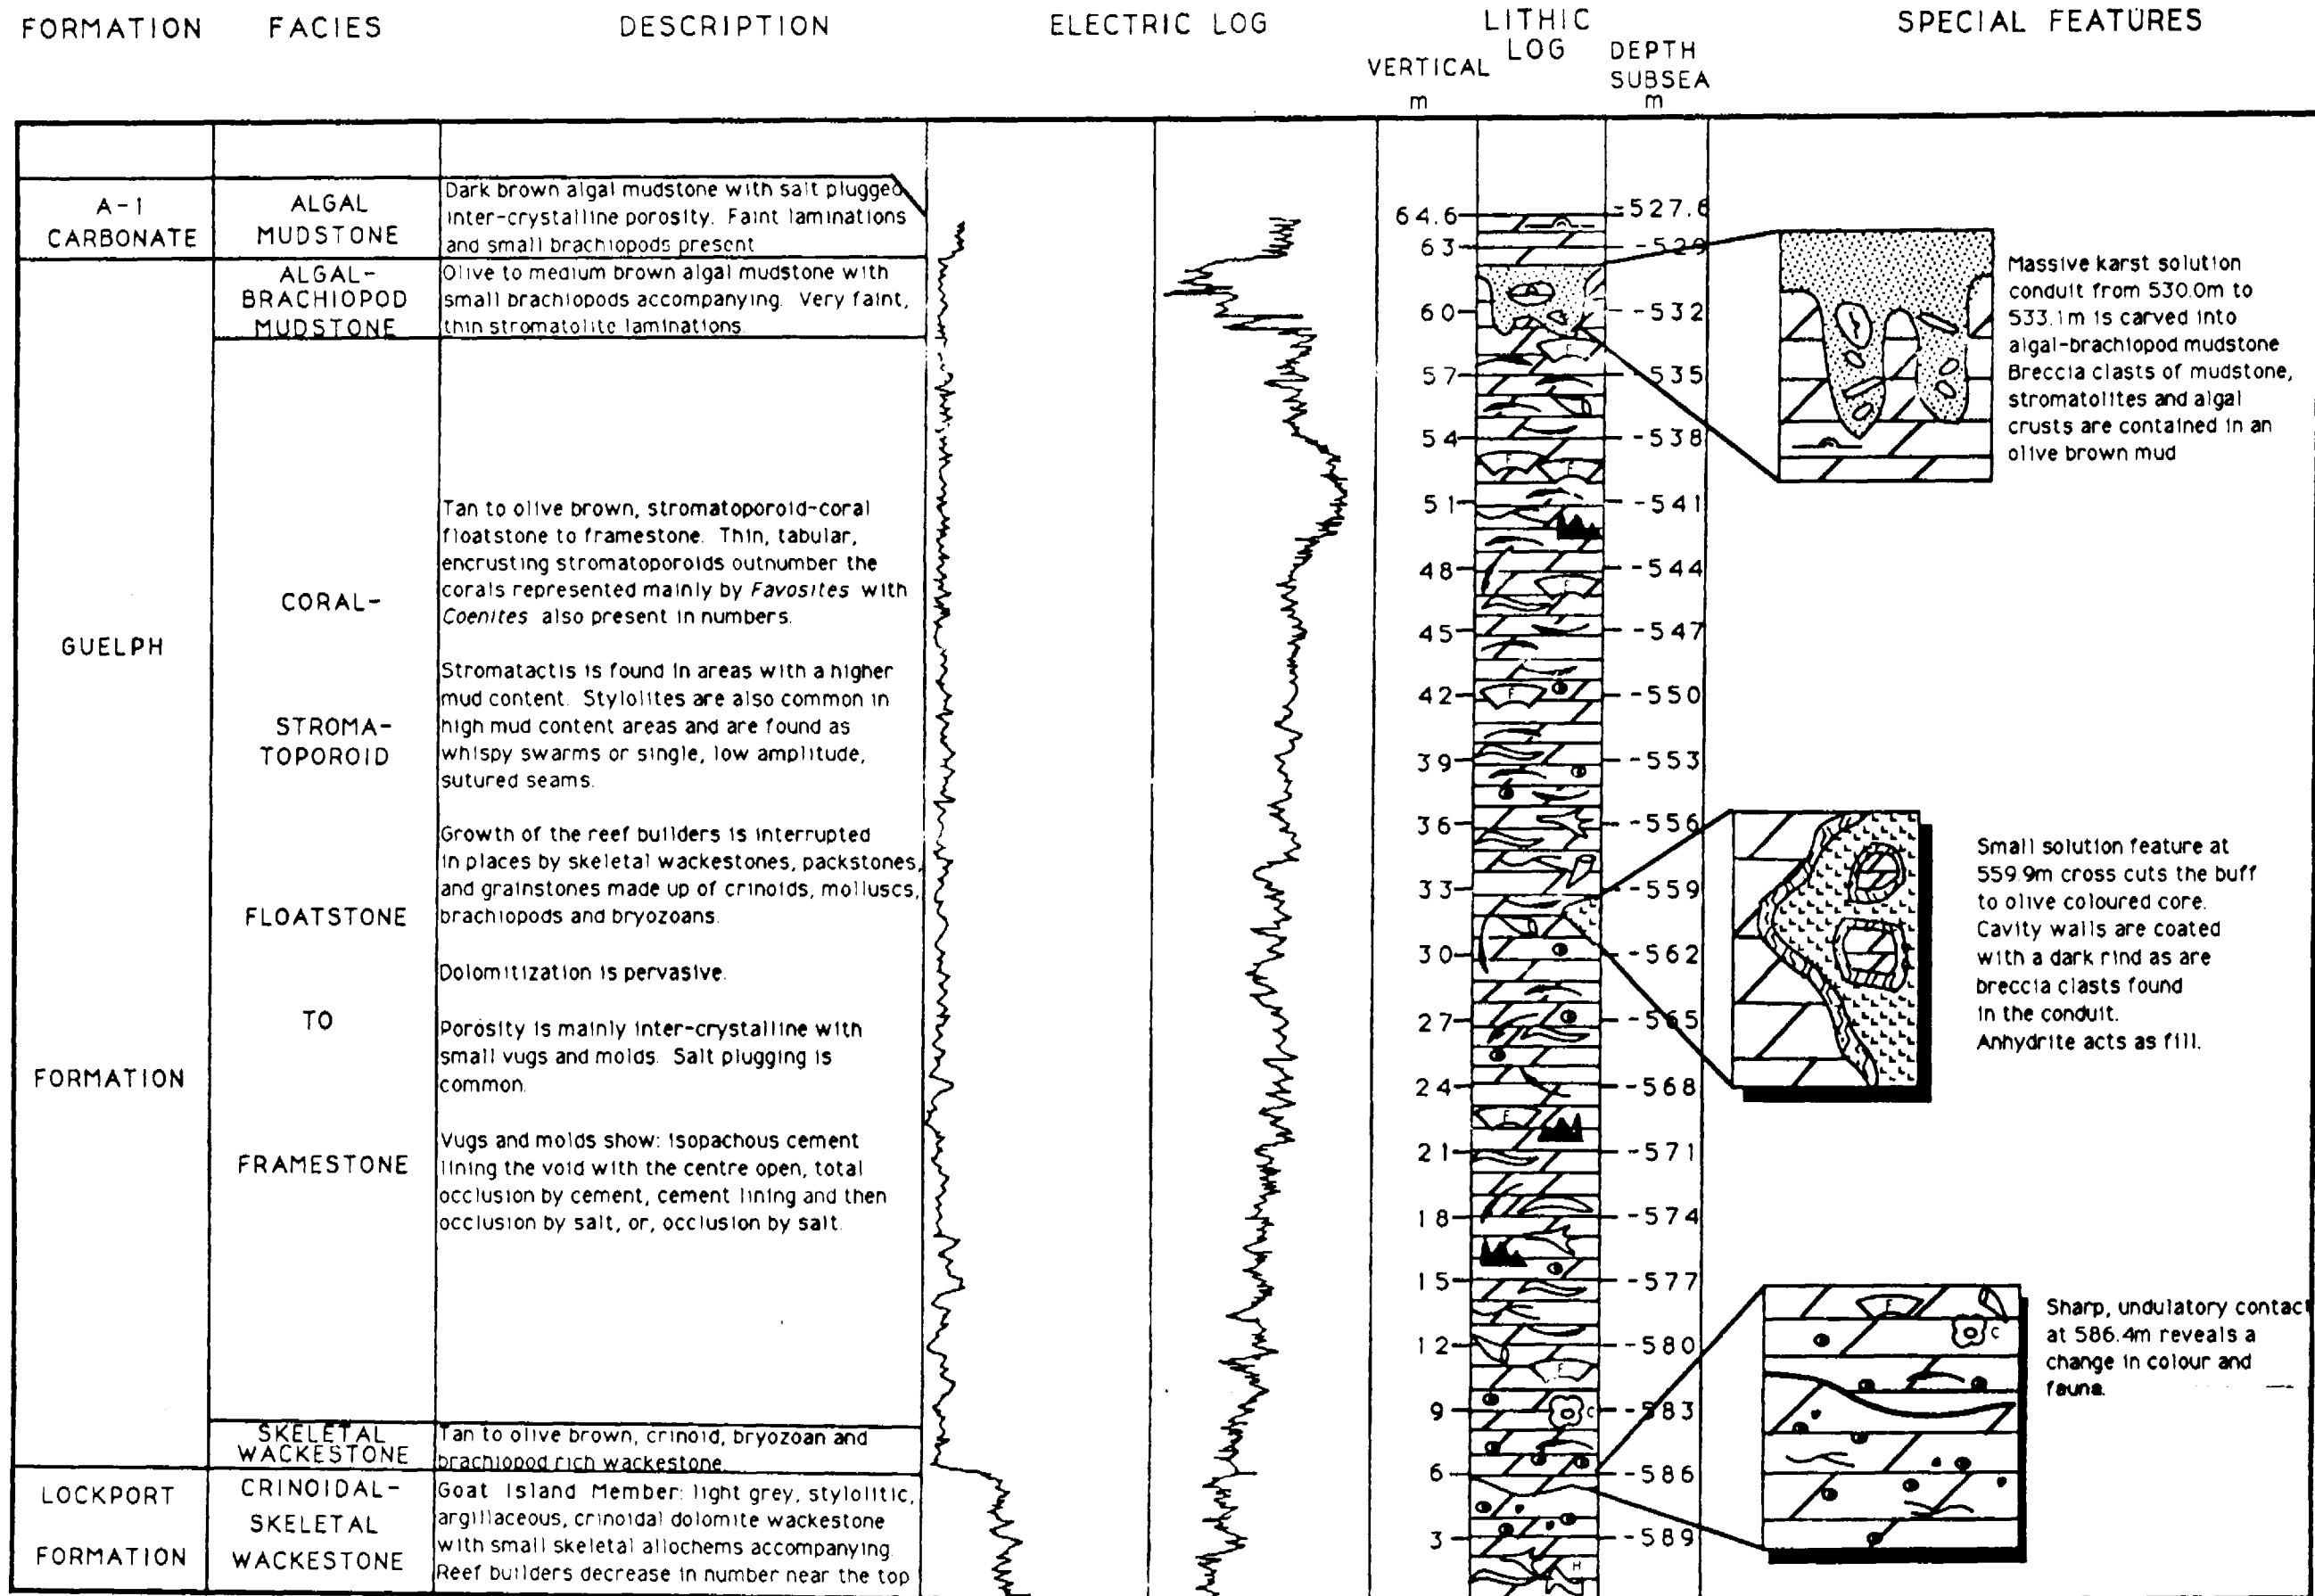 FORMATION FACIES DESCRIPTION ELECTRIC LOG LITHIC LOG SPECIAL FEATURES
VERTICAL m
DEPTH SUBSEA m
A-1
CARBONATE
ALGAL
MUDSTONE
Dark brown algal mudstone with salt plugged
inter-crystalline porosity. Faint laminations
and small brachiopods present
GUELPH
FORMATION
ALGAL-
BRACHIOPOD
MUDSTONE
Olive to medium brown algal mudstone with
small brachiopods accompanying. Very faint,
thin stromatolite laminations.
CORAL-
STROMA-
TOPOROID
FLOATSTONE
TO
FRAMESTONE
Tan to olive brown, stromatoporoid-coral
floatstone to framestone. Thin, tabular,
encrusting stromatoporoids outnumber the
corals represented mainly by Favosites with
Coenites also present in numbers.
Stromatactis is found in areas with a higher
mud content. Stylolites are also common in
high mud content areas and are found as
whispy swarms or single, low amplitude,
sutured seams.
Growth of the reef builders is interrupted
in places by skeletal wackestones, packstones,
and grainstones made up of crinoids, molluscs,
brachiopods and bryozoans.
Dolomitization is pervasive.
Porosity is mainly inter-crystalline with
small vugs and molds. Salt plugging is
common.
Vugs and molds show: isopachous cement
lining the void with the centre open, total
occlusion by cement, cement lining and then
occlusion by salt, or, occlusion by salt.
SKELETAL
WACKESTONE
Tan to olive brown, crinoid, bryozoan and
brachiopod rich wackestone
LOCKPORT
FORMATION
CRINOIDAL-
SKELETAL
WACKESTONE
Goat Island Member: light grey, stylolitic,
argillaceous, crinoidal dolomite wackestone
with small skeletal allochems accompanying.
Reef builders decrease in number near the top
64.6 -527.6
63 -529
60 -532
57 -535
54 -538
51 -541
48 -544
45 -547
42 -550
39 -553
36 -556
33 -559
30 -562
27 -565
24 -568
21 -571
18 -574
15 -577
12 -580
9 -583
6 -586
3 -589
F
F
F
F
F
F
F
C
H
Massive karst solution
conduit from 530.0m to
533.1m is carved into
algal-brachiopod mudstone
Breccia clasts of mudstone,
stromatolites and algal
crusts are contained in an
olive brown mud
Small solution feature at
559.9m cross cuts the buff
to olive coloured core.
Cavity walls are coated
with a dark rind as are
breccia clasts found
in the conduit.
Anhydrite acts as fill.
F
C
Sharp, undulatory contact
at 586.4m reveals a
change in colour and
fauna.